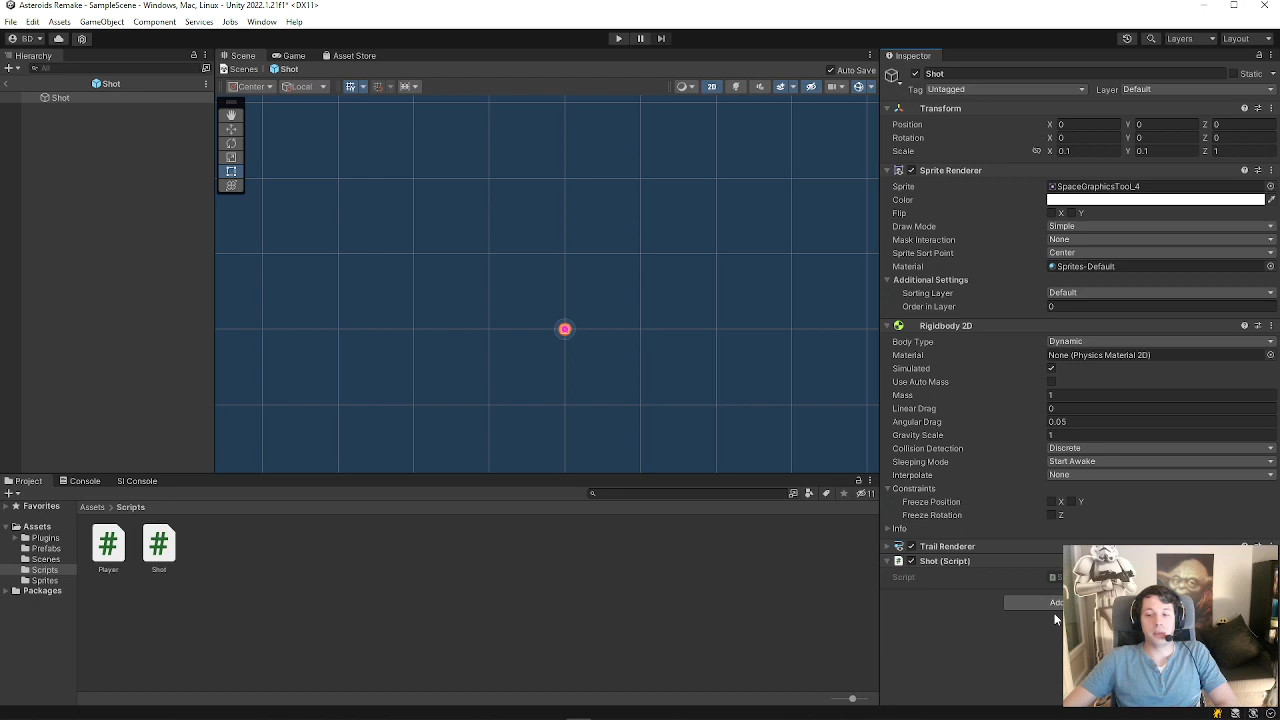 Asteroids Remake - SampleScene - Windows, Mac, Linux - Unity 2022.1.21f1* <DX11>
File Edit Assets GameObject Component Services Jobs Window Help
BD Layers Layout
Hierarchy
All
Shot
Shot
Scene Game Asset Store
Scenes Shot Auto Save
Center Local 2D
Inspector
Shot Static
Tag Untagged Layer Default
Transform
Position X 0 Y 0 Z 0
Rotation X 0 Y 0 Z 0
Scale X 0.1 Y 0.1 Z 1
Sprite Renderer
Sprite SpaceGraphicsTool_4
Color
Flip X Y
Draw Mode Simple
Mask Interaction None
Sprite Sort Point Center
Material Sprites-Default
Additional Settings
Sorting Layer Default
Order in Layer 0
Rigidbody 2D
Body Type Dynamic
Material None (Physics Material 2D)
Simulated
Use Auto Mass
Mass 1
Linear Drag 0
Angular Drag 0.05
Gravity Scale 1
Collision Detection Discrete
Sleeping Mode Start Awake
Interpolate None
Constraints
Freeze Position X Y
Freeze Rotation Z
Info
Trail Renderer
Shot (Script)
Script
Add
Project Console SI Console
11
Favorites
Assets
Plugins
Prefabs
Scenes
Scripts
Sprites
Packages
Assets > Scripts
# #
Player Shot